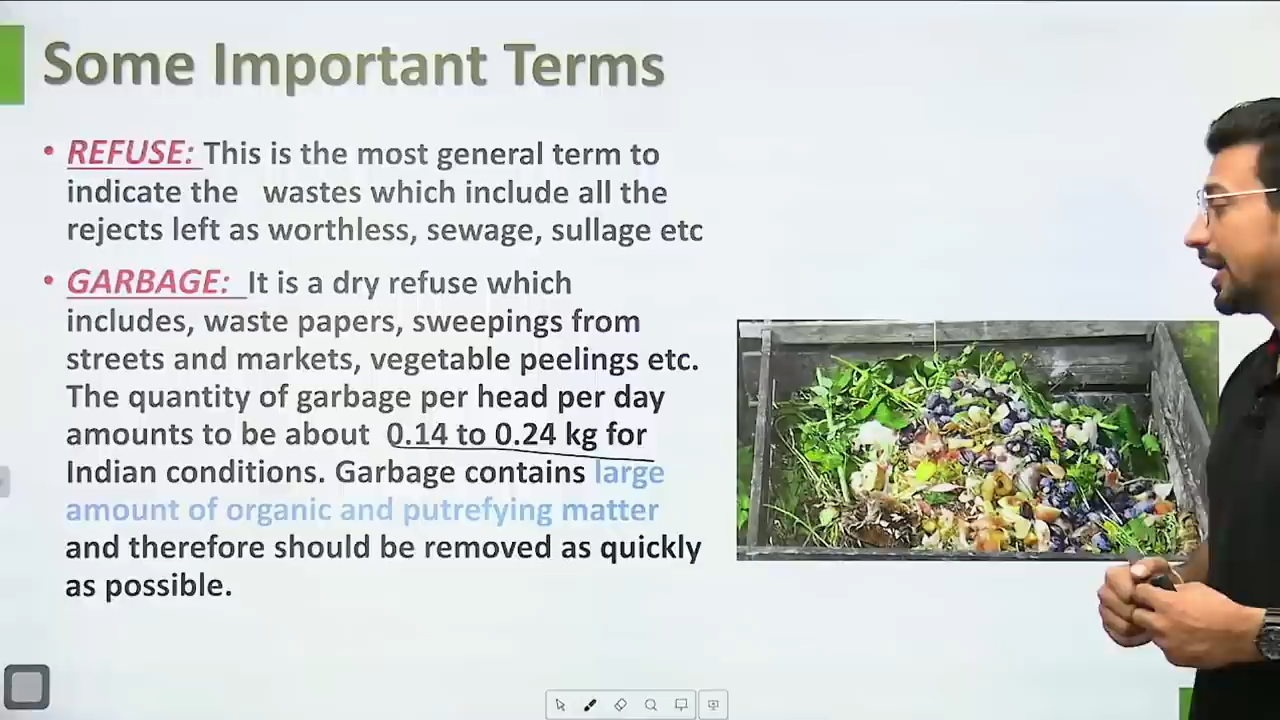 Some Important Terms
• REFUSE: This is the most general term to
indicate the wastes which include all the
rejects left as worthless, sewage, sullage etc
• GARBAGE: It is a dry refuse which
includes, waste papers, sweepings from
streets and markets, vegetable peelings etc.
The quantity of garbage per head per day
amounts to be about 0.14 to 0.24 kg for
Indian conditions. Garbage contains large
amount of organic and putrefying matter
and therefore should be removed as quickly
as possible.